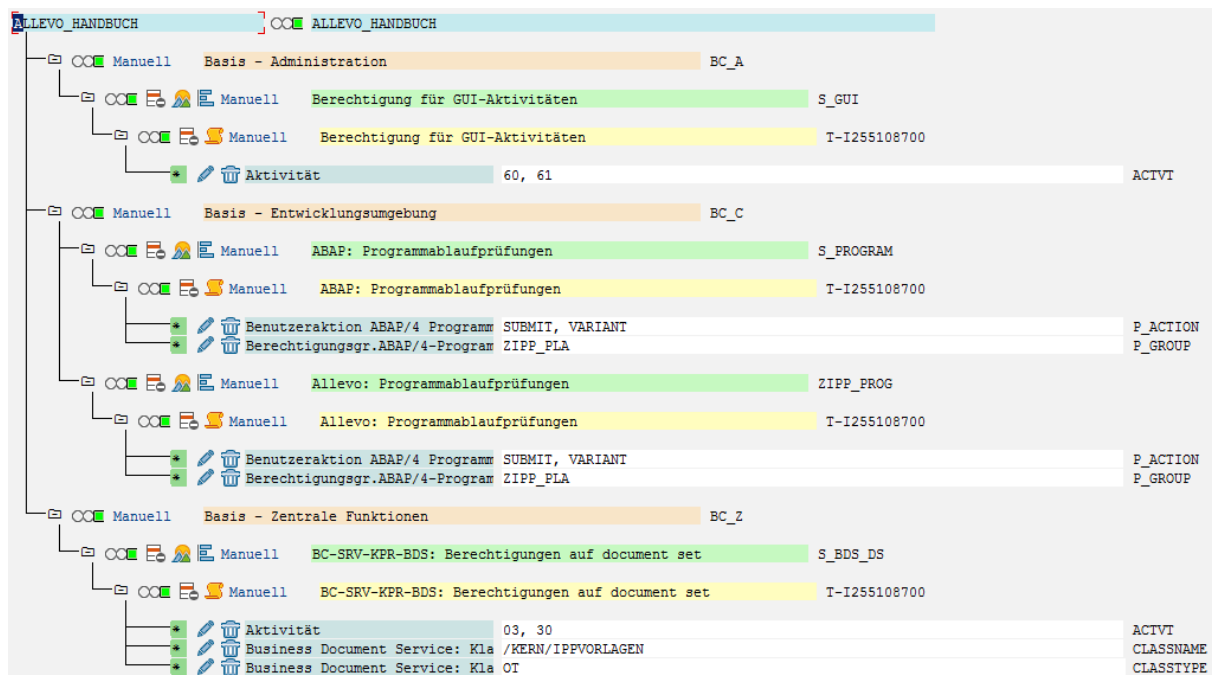 ALLEVO_HANDBUCH ALLEVO_HANDBUCH
Manuell Basis - Administration BC_A
Manuell Berechtigung für GUI-Aktivitäten S_GUI
Manuell Berechtigung für GUI-Aktivitäten T-I255108700
* Aktivität 60, 61 ACTVT
Manuell Basis - Entwicklungsumgebung BC_C
Manuell ABAP: Programmablaufprüfungen S_PROGRAM
Manuell ABAP: Programmablaufprüfungen T-I255108700
* Benutzeraktion ABAP/4 Programm SUBMIT, VARIANT P_ACTION
* Berechtigungsgr.ABAP/4-Program ZIPP_PLA P_GROUP
Manuell Allevo: Programmablaufprüfungen ZIPP_PROG
Manuell Allevo: Programmablaufprüfungen T-I255108700
* Benutzeraktion ABAP/4 Programm SUBMIT, VARIANT P_ACTION
* Berechtigungsgr.ABAP/4-Program ZIPP_PLA P_GROUP
Manuell Basis - Zentrale Funktionen BC_Z
Manuell BC-SRV-KPR-BDS: Berechtigungen auf document set S_BDS_DS
Manuell BC-SRV-KPR-BDS: Berechtigungen auf document set T-I255108700
* Aktivität 03, 30 ACTVT
* Business Document Service: Kla /KERN/IPPVORLAGEN CLASSNAME
* Business Document Service: Kla OT CLASSTYPE